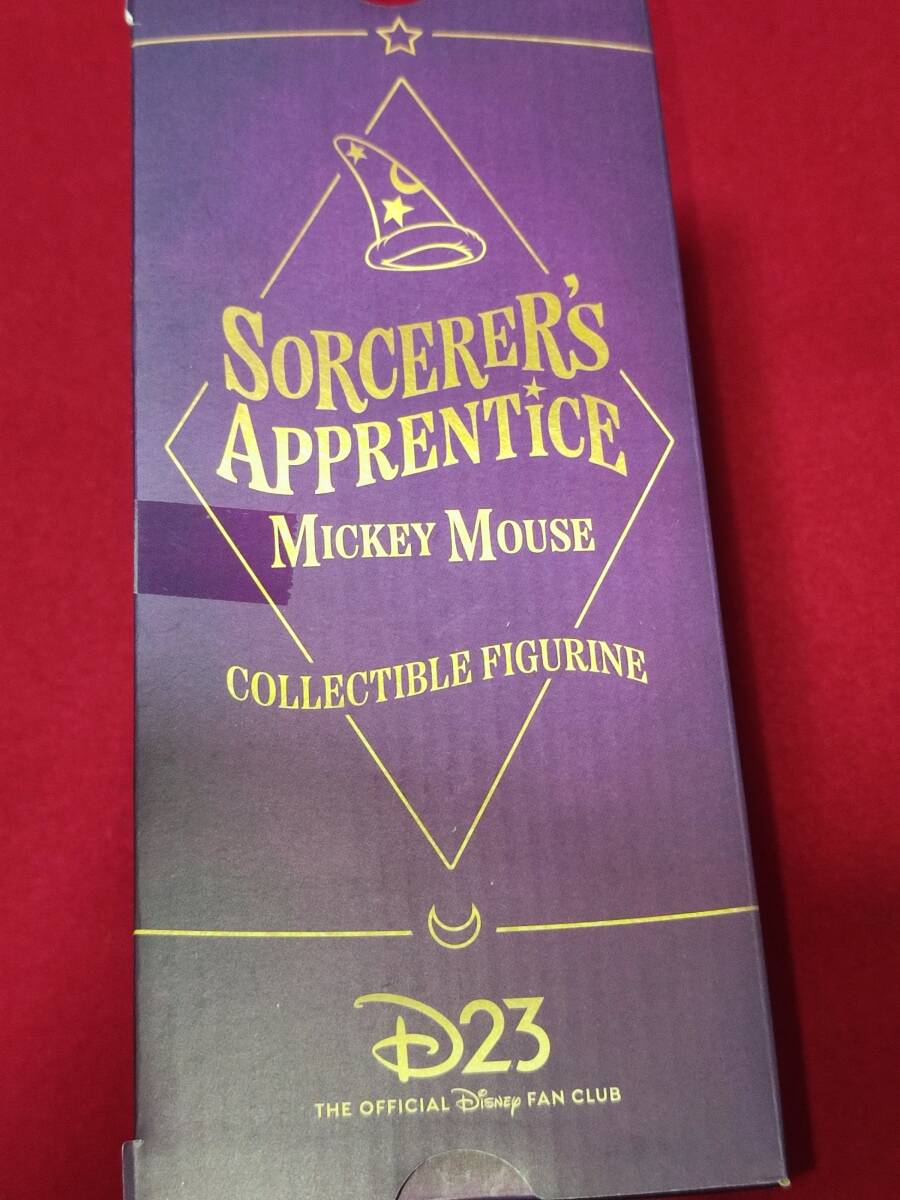 SORCERER'S
APPRENTICE
MICKEY MOUSE
COLLECTIBLE FIGURINE
D23
THE OFFICIAL Disney FAN CLUB